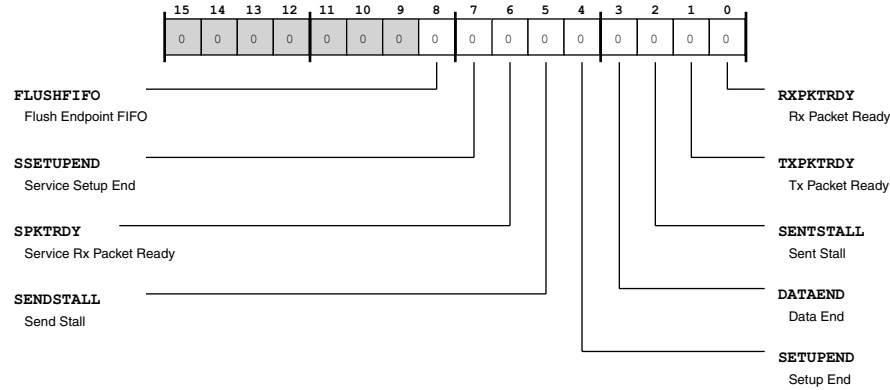 15 14 13 12 11 10 9 8 7 6 5 4 3 2 1 0
0 0 0 0 0 0 0 0 0 0 0 0 0 0 0 0
FLUSHFIFO
Flush Endpoint FIFO
SSETUPEND
Service Setup End
SPKTRDY
Service Rx Packet Ready
SENDSTALL
Send Stall
RXPKTRDY
Rx Packet Ready
TXPKTRDY
Tx Packet Ready
SENTSTALL
Sent Stall
DATAEND
Data End
SETUPEND
Setup End